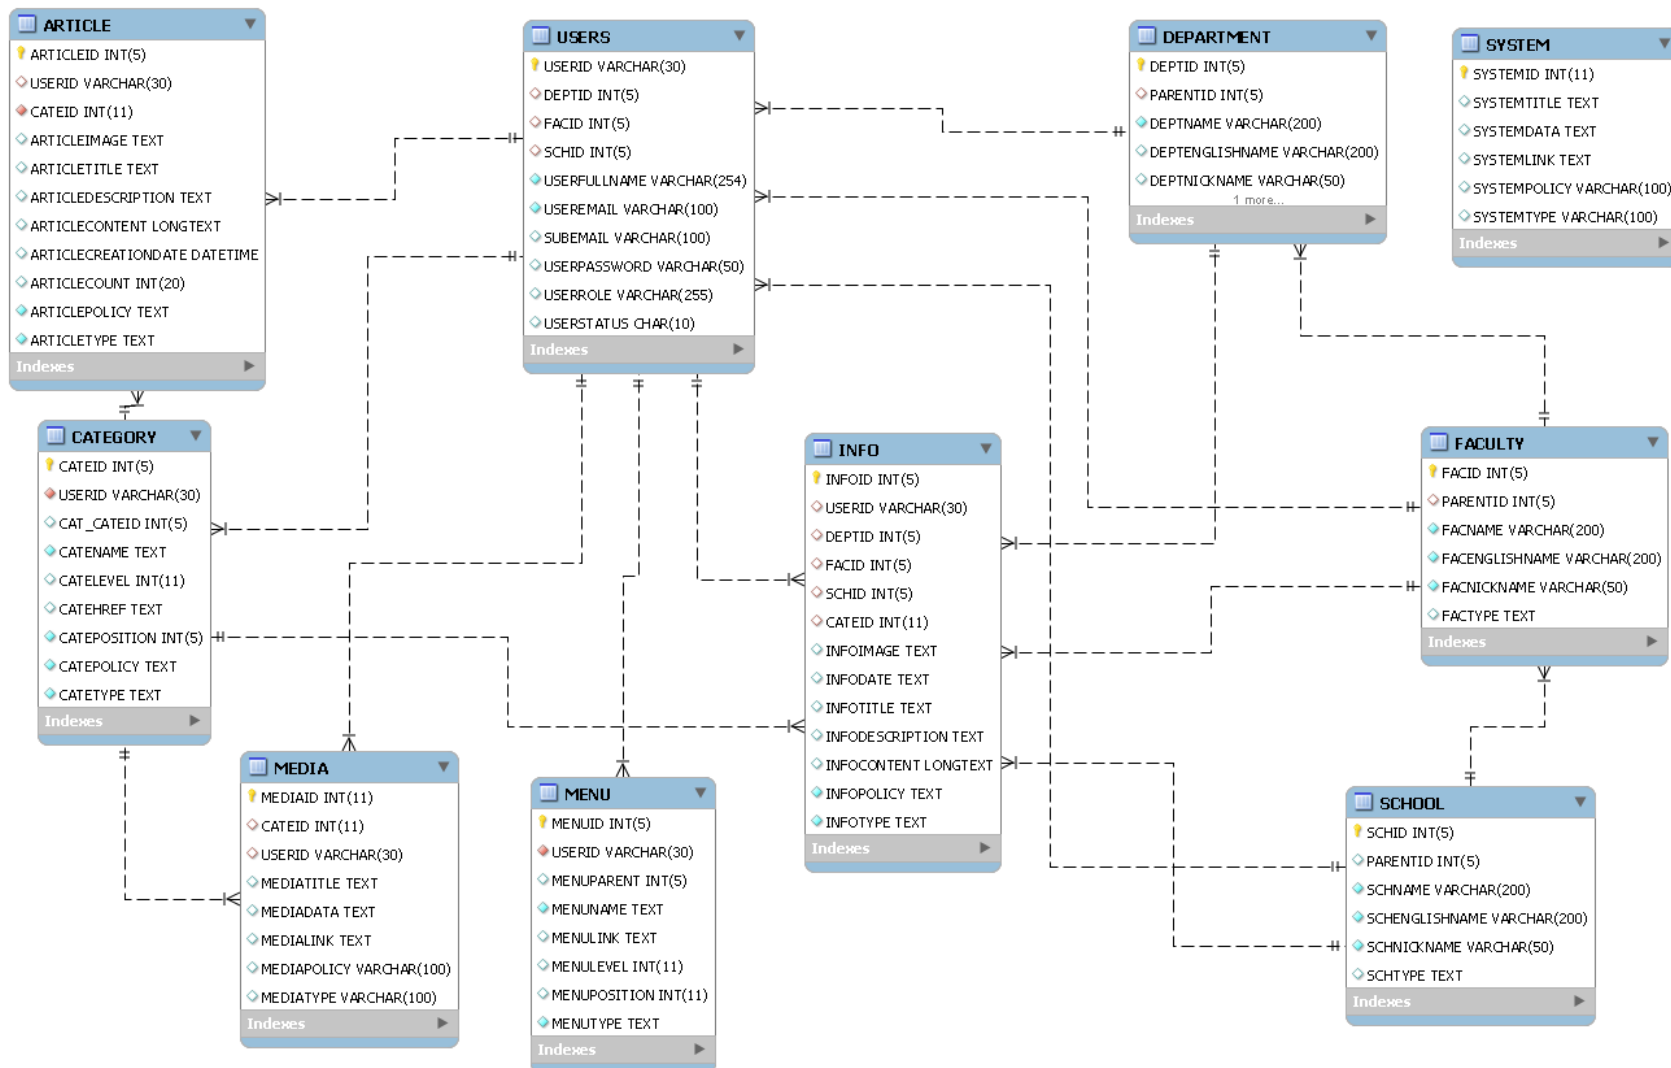 ARTICLE
ARTICLEID INT(5)
USERID VARCHAR(30)
CATEID INT(11)
ARTICLEIMAGE TEXT
ARTICLETITLE TEXT
ARTICLEDESCRIPTION TEXT
ARTICLECONTENT LONGTEXT
ARTICLECREATIONDATE DATETIME
ARTICLECOUNT INT(20)
ARTICLEPOLICY TEXT
ARTICLETYPE TEXT
Indexes
USERS
USERID VARCHAR(30)
DEPTID INT(5)
FACID INT(5)
SCHID INT(5)
USERFULLNAME VARCHAR(254)
USEREMAIL VARCHAR(100)
SUBEMAIL VARCHAR(100)
USERPASSWORD VARCHAR(50)
USERROLE VARCHAR(255)
USERSTATUS CHAR(10)
Indexes
DEPARTMENT
DEPTID INT(5)
PARENTID INT(5)
DEPTNAME VARCHAR(200)
DEPTENGLISHNAME VARCHAR(200)
DEPTNICKNAME VARCHAR(50)
1 more...
Indexes
SYSTEM
SYSTEMID INT(11)
SYSTEMTITLE TEXT
SYSTEMDATA TEXT
SYSTEMLINK TEXT
SYSTEMPOLICY VARCHAR(100)
SYSTEMTYPE VARCHAR(100)
Indexes
CATEGORY
CATEID INT(5)
USERID VARCHAR(30)
CAT_CATEID INT(5)
CATENAME TEXT
CATELEVEL INT(11)
CATEHREF TEXT
CATEPOSITION INT(5)
CATEPOLICY TEXT
CATETYPE TEXT
Indexes
INFO
INFOID INT(5)
USERID VARCHAR(30)
DEPTID INT(5)
FACID INT(5)
SCHID INT(5)
CATEID INT(11)
INFOIMAGE TEXT
INFODATE TEXT
INFOTITLE TEXT
INFODESCRIPTION TEXT
INFOCONTENT LONGTEXT
INFOPOLICY TEXT
INFOTYPE TEXT
Indexes
FACULTY
FACID INT(5)
PARENTID INT(5)
FACNAME VARCHAR(200)
FACENGLISHNAME VARCHAR(200)
FACNICKNAME VARCHAR(50)
FACTYPE TEXT
Indexes
MEDIA
MEDIAID INT(11)
CATEID INT(11)
USERID VARCHAR(30)
MEDIATITLE TEXT
MEDIADATA TEXT
MEDIALINK TEXT
MEDIAPOLICY VARCHAR(100)
MEDIATYPE VARCHAR(100)
Indexes
MENU
MENUID INT(5)
USERID VARCHAR(30)
MENUPARENT INT(5)
MENUNAME TEXT
MENULINK TEXT
MENULEVEL INT(11)
MENUPOSITION INT(11)
MENUTYPE TEXT
Indexes
SCHOOL
SCHID INT(5)
PARENTID INT(5)
SCHNAME VARCHAR(200)
SCHENGLISHNAME VARCHAR(200)
SCHNICKNAME VARCHAR(50)
SCHTYPE TEXT
Indexes